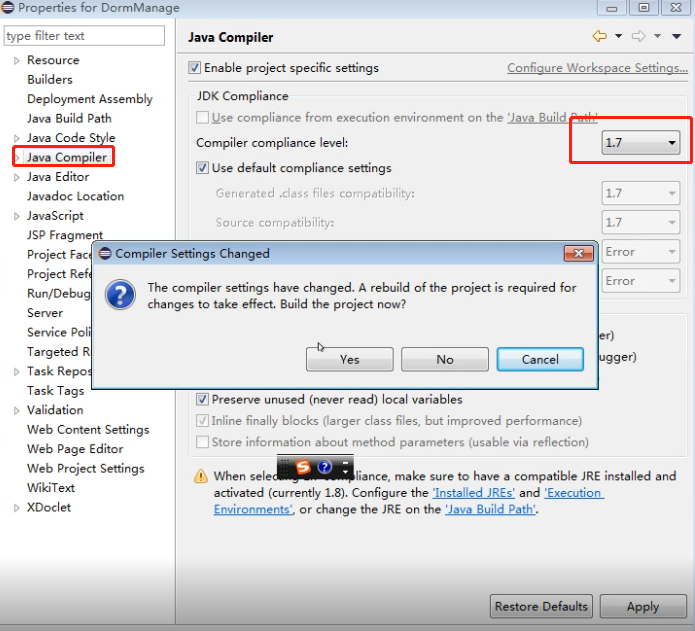 Properties for DormManage
type filter text
Resource
Builders
Deployment Assembly
Java Build Path
Java Code Style
Java Compiler
Java Editor
Javadoc Location
JavaScript
JSP Fragment
Project Face
Project Refe
Run/Debug
Server
Service Poli
Targeted R
Task Repos
Task Tags
Validation
Web Content Settings
Web Page Editor
Web Project Settings
WikiText
XDoclet
Java Compiler
Enable project specific settings
Configure Workspace Settings...
JDK Compliance
Use compliance from execution environment on the 'Java Build Path'
Compiler compliance level:
1.7
Use default compliance settings
Generated .class files compatibility:
1.7
Source compatibility:
1.7
Error
Error
Compiler Settings Changed
The compiler settings have changed. A rebuild of the project is required for
changes to take effect. Build the project now?
Yes
No
Cancel
er)
ugger)
Preserve unused (never read) local variables
Inline finally blocks (larger class files, but improved performance)
Store information about method parameters (usable via reflection)
When selecting compliance, make sure to have a compatible JRE installed and
activated (currently 1.8). Configure the 'Installed JREs' and 'Execution
Environments', or change the JRE on the 'Java Build Path'.
Restore Defaults
Apply